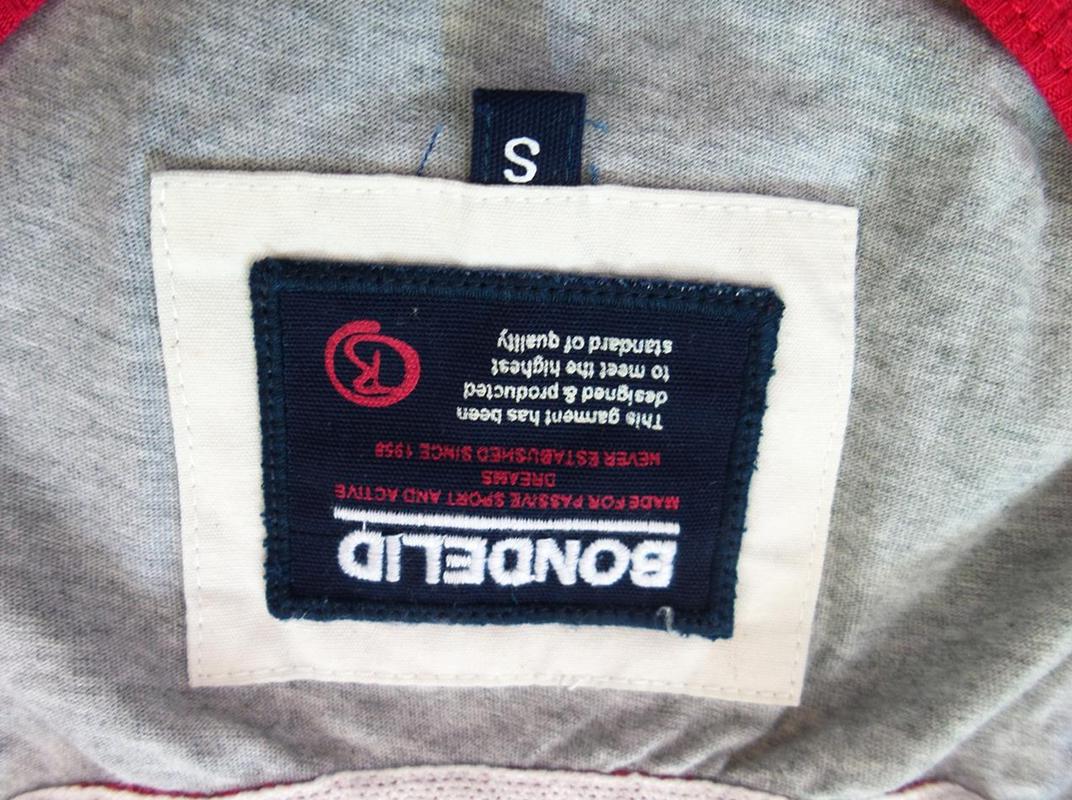 S
BONDELID
MADE FOR PASSIVE SPORT AND ACTIVE
DREAMS
NEVER ESTABUSHED SINCE 1958
This garment has been
designed & producted
to meet the highest
standard of quality